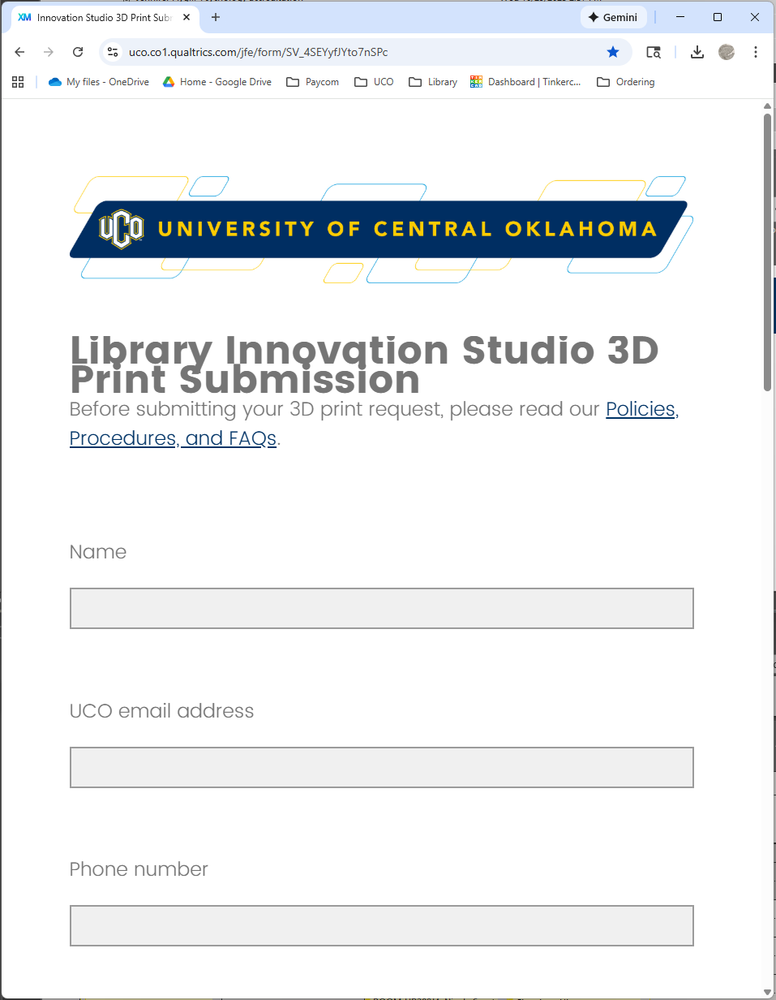 XM Innovation Studio 3D Print Subm
Gemini
uco.co1.qualtrics.com/jfe/form/SV_4SEYyfJYto7nSPc
My files - OneDrive
Home - Google Drive
Paycom
UCO
Library
Dashboard | Tinkerc...
Ordering
UCO UNIVERSITY OF CENTRAL OKLAHOMA
Library Innovation Studio 3D
Print Submission
Before submitting your 3D print request, please read our Policies,
Procedures, and FAQs.
Name
UCO email address
Phone number